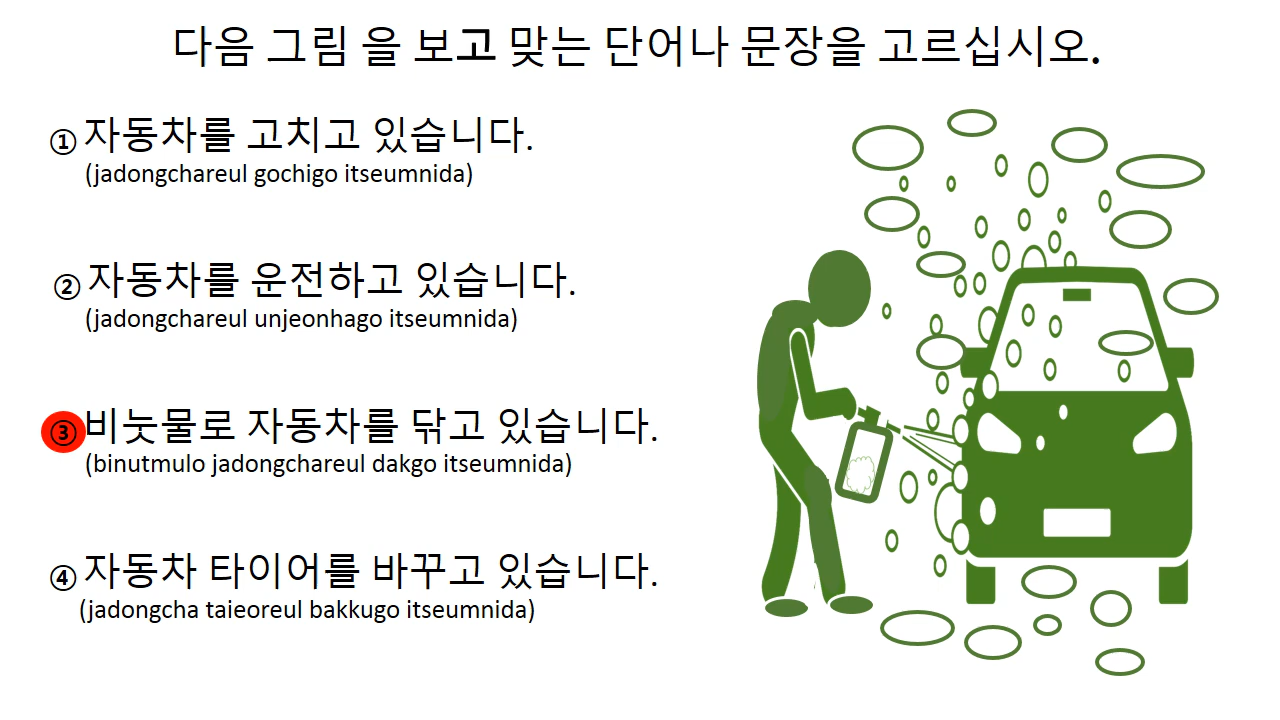 다음 그림 을 보고 맞는 단어나 문장을 고르십시오.
① 자동차를 고치고 있습니다.
(jadongchareul gochigo itseumnida)
② 자동차를 운전하고 있습니다.
(jadongchareul unjeonhago itseumnida)
③ 비눗물로 자동차를 닦고 있습니다.
(binutmulo jadongchareul dakgo itseumnida)
④ 자동차 타이어를 바꾸고 있습니다.
(jadongcha taieoreul bakkugo itseumnida)